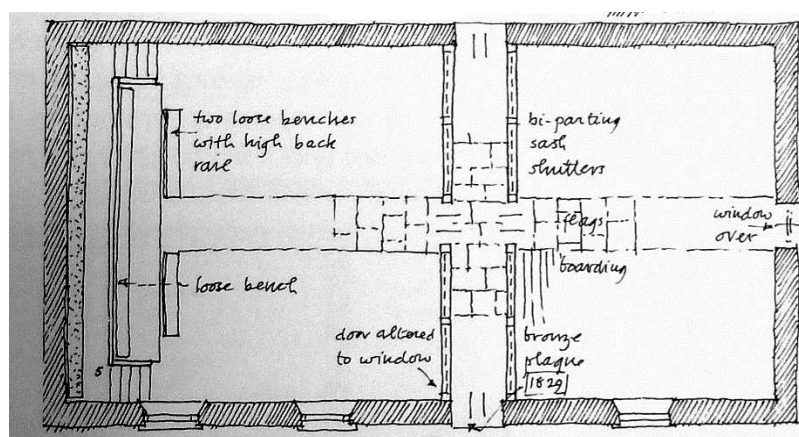 two loose benches
with high back
rail
bi-parting
sash
shutters
flags
window
over
boarding
loose bench
door altered
to window
bronze
plaque
1829
5